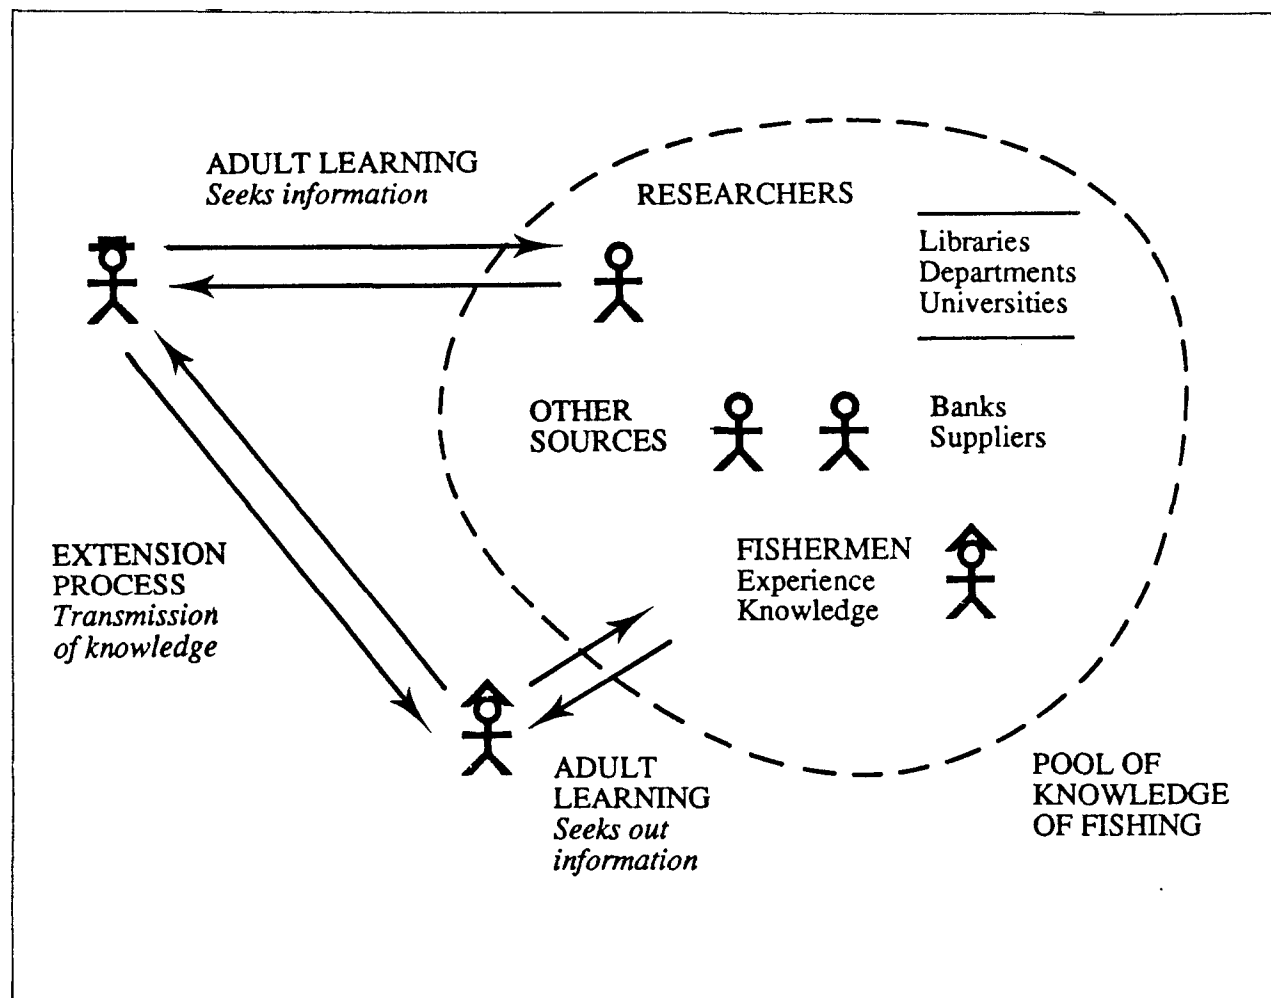 ADULT LEARNING
Seeks information
RESEARCHERS
Libraries
Departments
Universities
OTHER
SOURCES
Banks
Suppliers
FISHERMEN
Experience
Knowledge
EXTENSION
PROCESS
Transmission
of knowledge
ADULT
LEARNING
Seeks out
information
POOL OF
KNOWLEDGE
OF FISHING